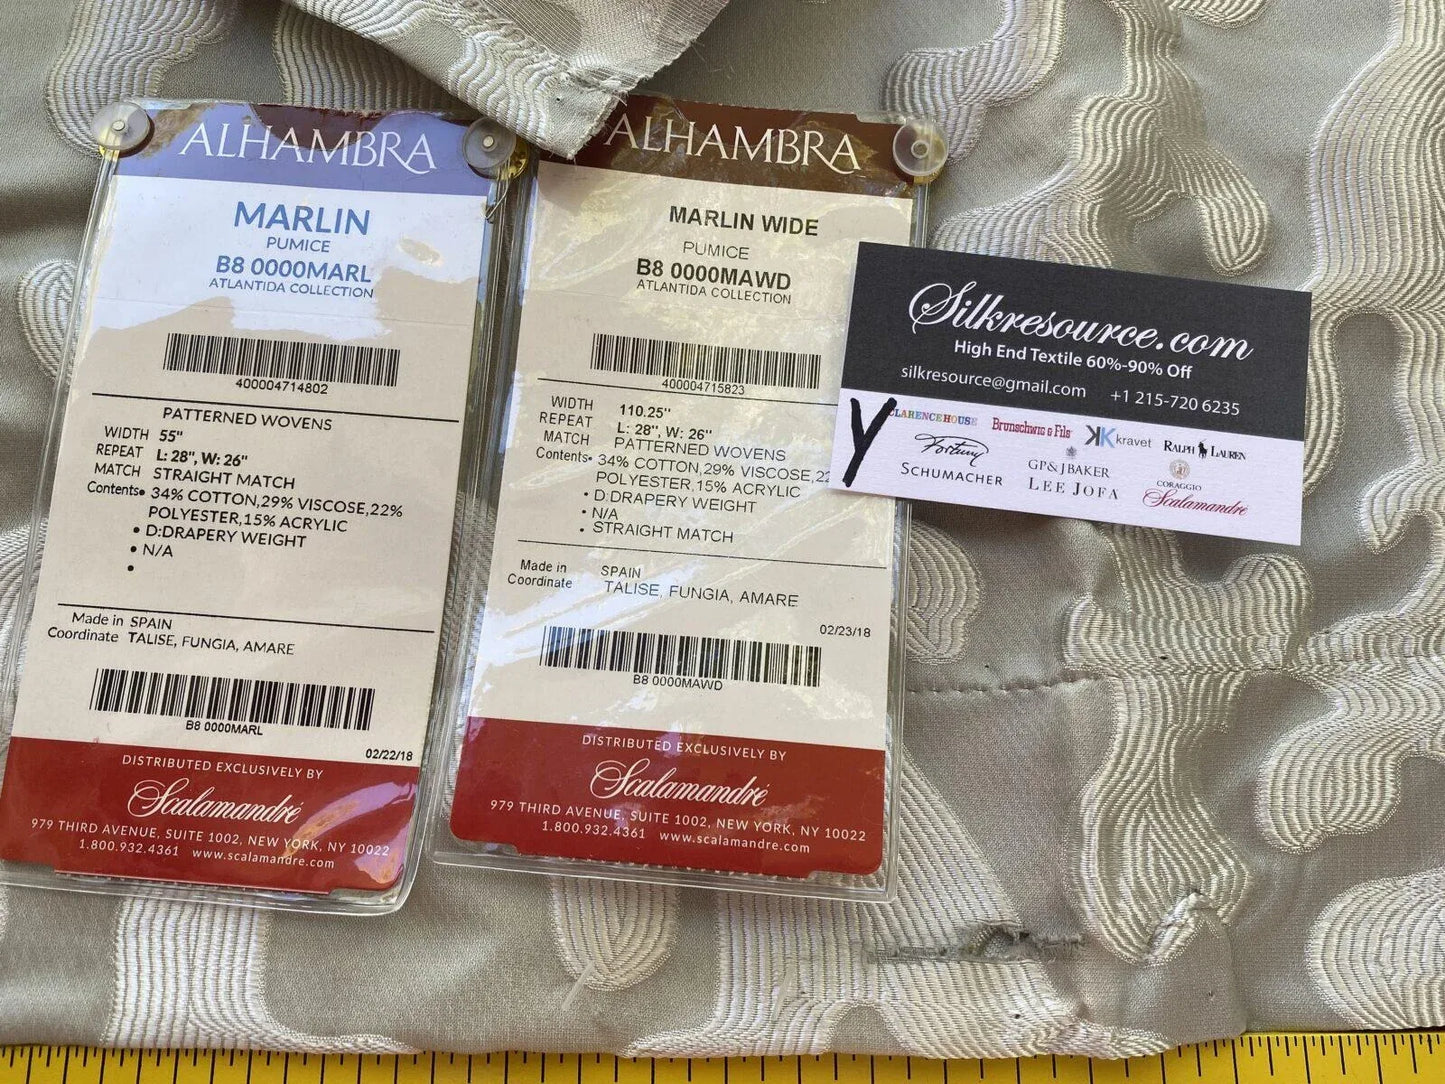 ALHAMBRA
MARLIN
PUMICE
B8 0000MARL
ATLANTIDA COLLECTION
400004714802
PATTERNED WOVENS
WIDTH 55"
REPEAT L: 28", W: 26"
MATCH STRAIGHT MATCH
Contents• 34% COTTON,29% VISCOSE,22%
POLYESTER,15% ACRYLIC
• D:DRAPERY WEIGHT
• N/A
•
Made in SPAIN
Coordinate TALISE, FUNGIA, AMARE
B8 0000MARL
02/22/18
DISTRIBUTED EXCLUSIVELY BY
Scalamandré
979 THIRD AVENUE, SUITE 1002, NEW YORK, NY 10022
1.800.932.4361 www.scalamandre.com
ALHAMBRA
MARLIN WIDE
PUMICE
B8 0000MAWD
ATLANTIDA COLLECTION
400004715823
WIDTH 110.25"
REPEAT L: 28", W: 26"
MATCH PATTERNED WOVENS
Contents• 34% COTTON,29% VISCOSE,22
POLYESTER,15% ACRYLIC
• D:DRAPERY WEIGHT
• N/A
• STRAIGHT MATCH
Made in SPAIN
Coordinate TALISE, FUNGIA, AMARE
02/23/18
B8 0000MAWD
DISTRIBUTED EXCLUSIVELY BY
Scalamandré
979 THIRD AVENUE, SUITE 1002, NEW YORK, NY 10022
1.800.932.4361 www.scalamandre.com
Silkresource.com
High End Textile 60%-90% Off
silkresource@gmail.com +1 215-720 6235
Y
CLARENCE HOUSE Brunschwig & Fils kravet RALPH LAUREN
Fortuny
SCHUMACHER
GP & J BAKER
LEE JOFA
CORAGGIO
Scalamandré